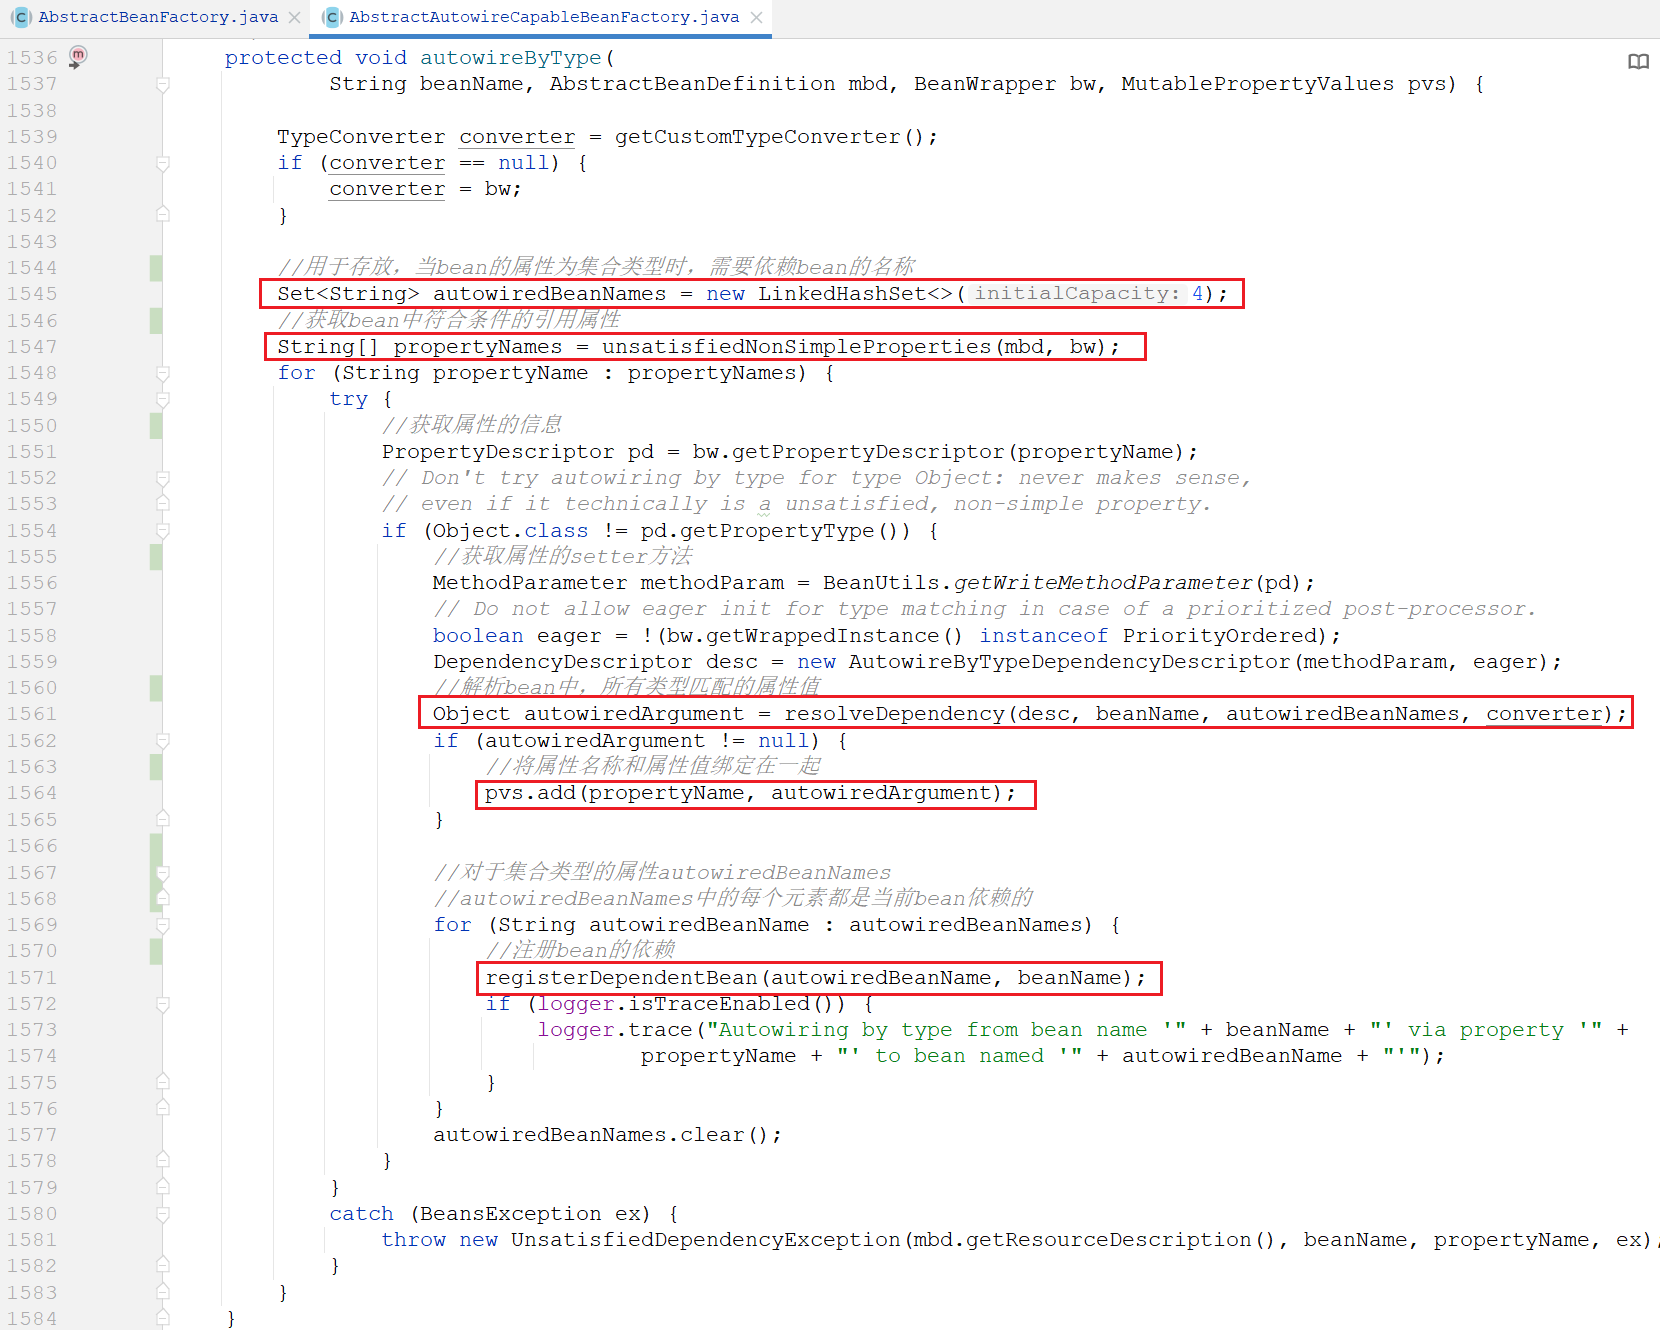 AbstractBeanFactory.java AbstractAutowireCapableBeanFactory.java
1536 protected void autowireByType(
1537 String beanName, AbstractBeanDefinition mbd, BeanWrapper bw, MutablePropertyValues pvs) {
1538
1539 TypeConverter converter = getCustomTypeConverter();
1540 if (converter == null) {
1541 converter = bw;
1542 }
1543
1544 //用于存放，当bean的属性为集合类型时，需要依赖bean的名称
1545 Set<String> autowiredBeanNames = new LinkedHashSet<>( initialCapacity: 4);
1546 //获取bean中符合条件的引用属性
1547 String[] propertyNames = unsatisfiedNonSimpleProperties(mbd, bw);
1548 for (String propertyName : propertyNames) {
1549 try {
1550 //获取属性的信息
1551 PropertyDescriptor pd = bw.getPropertyDescriptor(propertyName);
1552 // Don't try autowiring by type for type Object: never makes sense,
1553 // even if it technically is a unsatisfied, non-simple property.
1554 if (Object.class != pd.getPropertyType()) {
1555 //获取属性的setter方法
1556 MethodParameter methodParam = BeanUtils.getWriteMethodParameter(pd);
1557 // Do not allow eager init for type matching in case of a prioritized post-processor.
1558 boolean eager = !(bw.getWrappedInstance() instanceof PriorityOrdered);
1559 DependencyDescriptor desc = new AutowireByTypeDependencyDescriptor(methodParam, eager);
1560 //解析bean中，所有类型匹配的属性值
1561 Object autowiredArgument = resolveDependency(desc, beanName, autowiredBeanNames, converter);
1562 if (autowiredArgument != null) {
1563 //将属性名称和属性值绑定在一起
1564 pvs.add(propertyName, autowiredArgument);
1565 }
1566
1567 //对于集合类型的属性autowiredBeanNames
1568 //autowiredBeanNames中的每个元素都是当前bean依赖的
1569 for (String autowiredBeanName : autowiredBeanNames) {
1570 //注册bean的依赖
1571 registerDependentBean(autowiredBeanName, beanName);
1572 if (logger.isTraceEnabled()) {
1573 logger.trace("Autowiring by type from bean name '" + beanName + "' via property '" +
1574 propertyName + "' to bean named '" + autowiredBeanName + "'");
1575 }
1576 }
1577 autowiredBeanNames.clear();
1578 }
1579 }
1580 catch (BeansException ex) {
1581 throw new UnsatisfiedDependencyException(mbd.getResourceDescription(), beanName, propertyName, ex);
1582 }
1583 }
1584 }